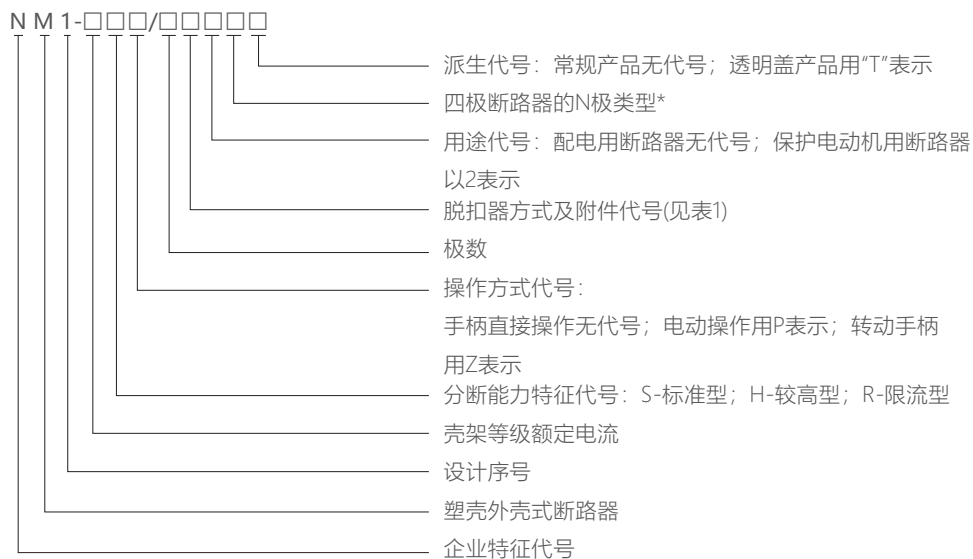 NM1-□□□/□□□□□
派生代号：常规产品无代号；透明盖产品用“T”表示
四极断路器的N极类型*
用途代号：配电用断路器无代号；保护电动机用断路器
以2表示
脱扣器方式及附件代号(见表1)
极数
操作方式代号：
手柄直接操作无代号；电动操作用P表示；转动手柄
用Z表示
分断能力特征代号：S-标准型；H-较高型；R-限流型
壳架等级额定电流
设计序号
塑壳外壳式断路器
企业特征代号